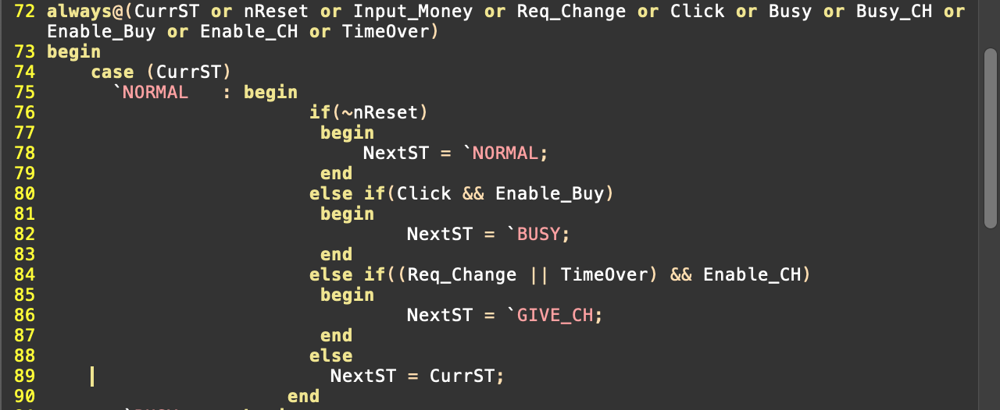 72 always@(CurrST or nReset or Input_Money or Req_Change or Click or Busy or Busy_CH or
Enable_Buy or Enable_CH or TimeOver)
73 begin
74     case (CurrST)
75       `NORMAL   : begin
76                         if(~nReset)
77                          begin
78                              NextST = `NORMAL;
79                          end
80                         else if(Click && Enable_Buy)
81                          begin
82                                  NextST = `BUSY;
83                          end
84                         else if((Req_Change || TimeOver) && Enable_CH)
85                          begin
86                                  NextST = `GIVE_CH;
87                          end
88                         else
89                           NextST = CurrST;
90                       end